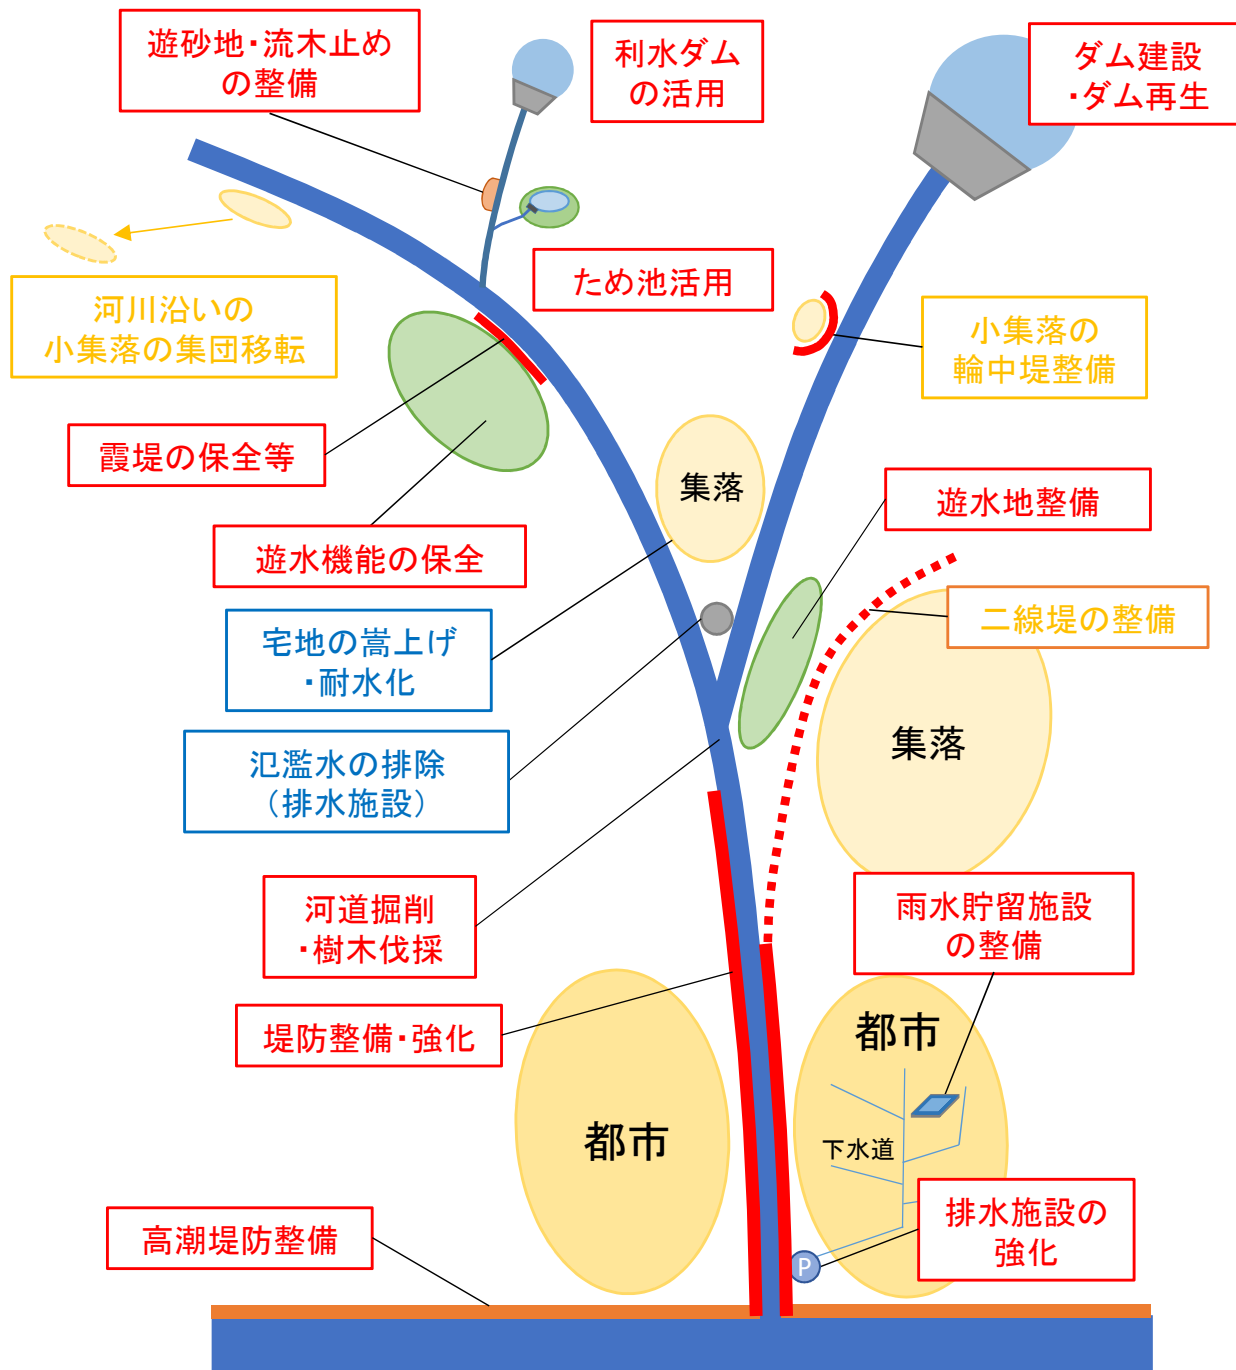 遊砂地・流木止め
の整備
利水ダム
の活用
ダム建設
・ダム再生
ため池活用
河川沿いの
小集落の集団移転
小集落の
輪中堤整備
霞堤の保全等
集落
遊水地整備
遊水機能の保全
宅地の嵩上げ
・耐水化
二線堤の整備
集落
氾濫水の排除
（排水施設）
河道掘削
・樹木伐採
雨水貯留施設
の整備
堤防整備・強化
都市
都市
下水道
高潮堤防整備
排水施設の
強化
P